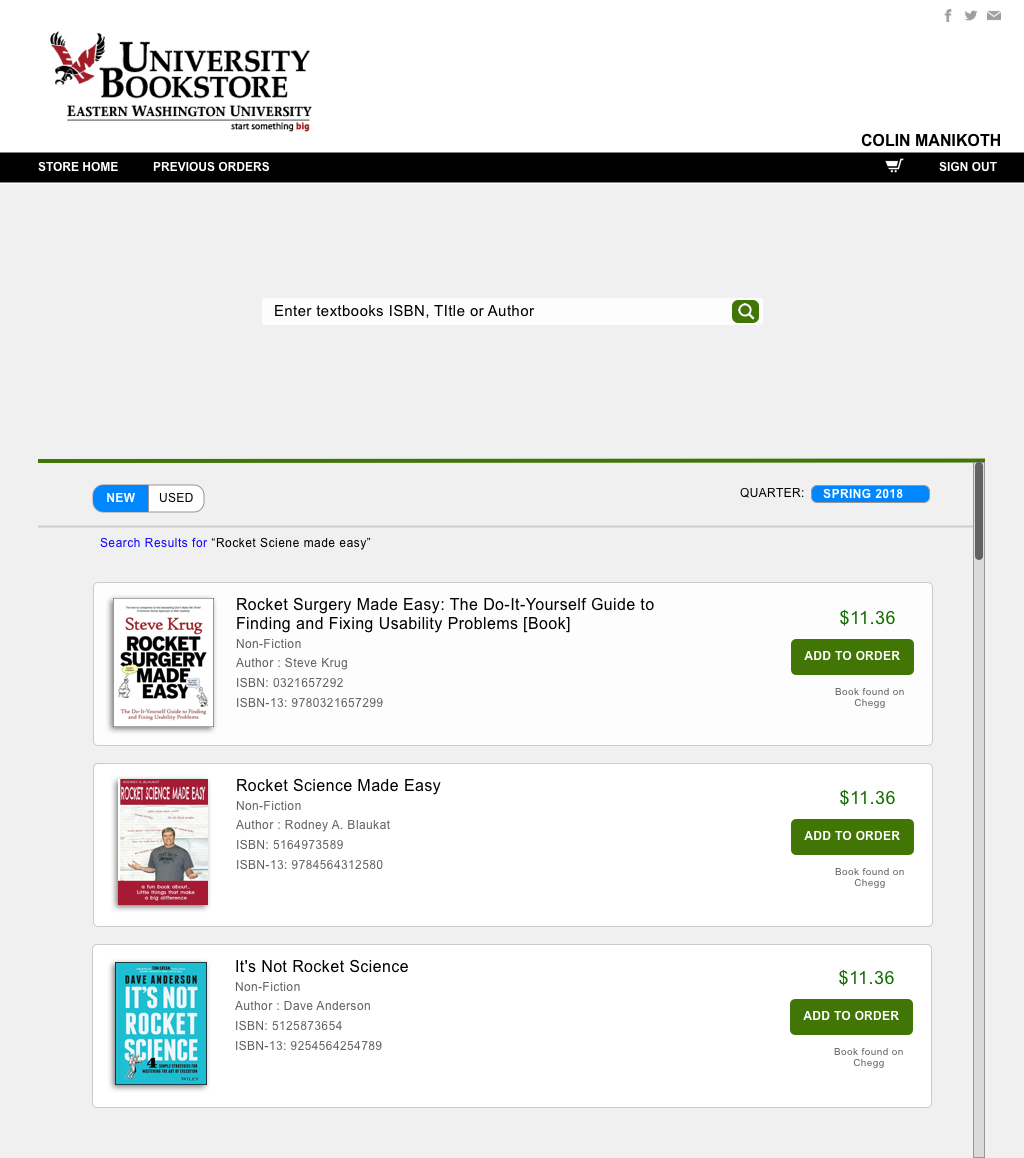 UNIVERSITY
BOOKSTORE
EASTERN WASHINGTON UNIVERSITY
start something big
COLIN MANIKOTH
STORE HOME PREVIOUS ORDERS SIGN OUT
Enter textbooks ISBN, TItle or Author
NEW USED QUARTER: SPRING 2018
Search Results for “Rocket Sciene made easy”
Steve Krug
ROCKET
SURGERY
MADE
EASY
The Do-It-Yourself Guide to Finding
and Fixing Usability Problems
Rocket Surgery Made Easy: The Do-It-Yourself Guide to
Finding and Fixing Usability Problems [Book]
Non-Fiction
Author : Steve Krug
ISBN: 0321657292
ISBN-13: 9780321657299
$11.36
ADD TO ORDER
Book found on
Chegg
RODNEY A. BLAUKAT
ROCKET SCIENCE MADE EASY
a fun book about..
Little things that make
a big difference
Rocket Science Made Easy
Non-Fiction
Author : Rodney A. Blaukat
ISBN: 5164973589
ISBN-13: 9784564312580
$11.36
ADD TO ORDER
Book found on
Chegg
DAVE ANDERSON
IT'S NOT
ROCKET
SCIENCE
4 SIMPLE STRATEGIES FOR
MASTERING THE ART OF EXECUTION
WILEY
It's Not Rocket Science
Non-Fiction
Author : Dave Anderson
ISBN: 5125873654
ISBN-13: 9254564254789
$11.36
ADD TO ORDER
Book found on
Chegg